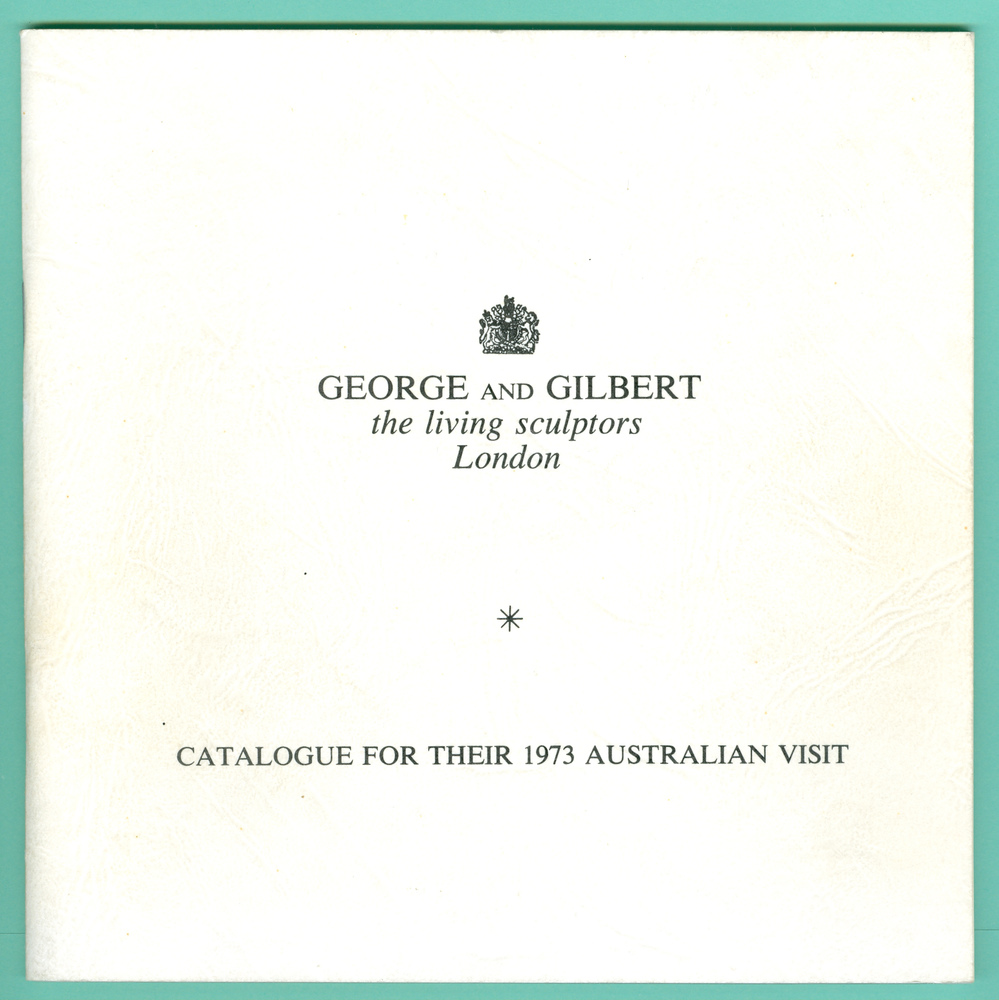 GEORGE AND GILBERT
the living sculptors
London
CATALOGUE FOR THEIR 1973 AUSTRALIAN VISIT